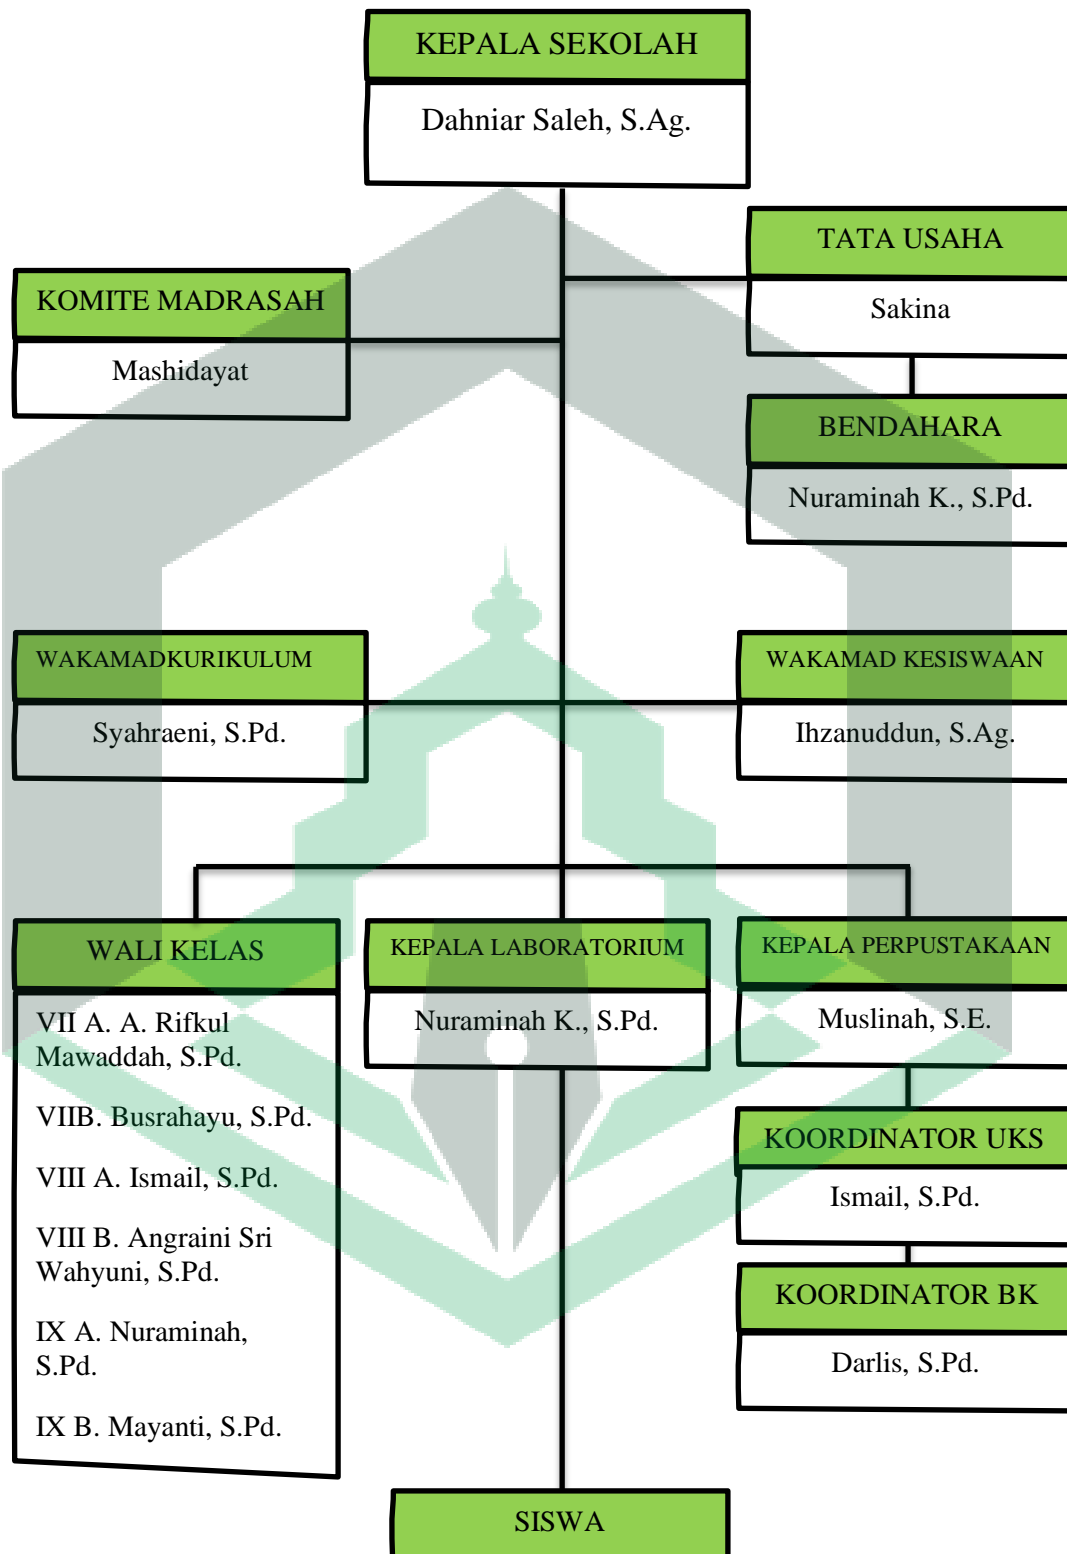 KEPALA SEKOLAH
Dahniar Saleh, S.Ag.
TATA USAHA
Sakina
KOMITE MADRASAH
Mashidayat
BENDAHARA
Nuraminah K., S.Pd.
WAKAMADKURIKULUM
Syahraeni, S.Pd.
WAKAMAD KESISWAAN
Ihzanuddun, S.Ag.
WALI KELAS
VII A. A. Rifkul
Mawaddah, S.Pd.
VIIB. Busrahayu, S.Pd.
VIII A. Ismail, S.Pd.
VIII B. Angraini Sri
Wahyuni, S.Pd.
IX A. Nuraminah,
S.Pd.
IX B. Mayanti, S.Pd.
KEPALA LABORATORIUM
Nuraminah K., S.Pd.
KEPALA PERPUSTAKAAN
Muslinah, S.E.
KOORDINATOR UKS
Ismail, S.Pd.
KOORDINATOR BK
Darlis, S.Pd.
SISWA